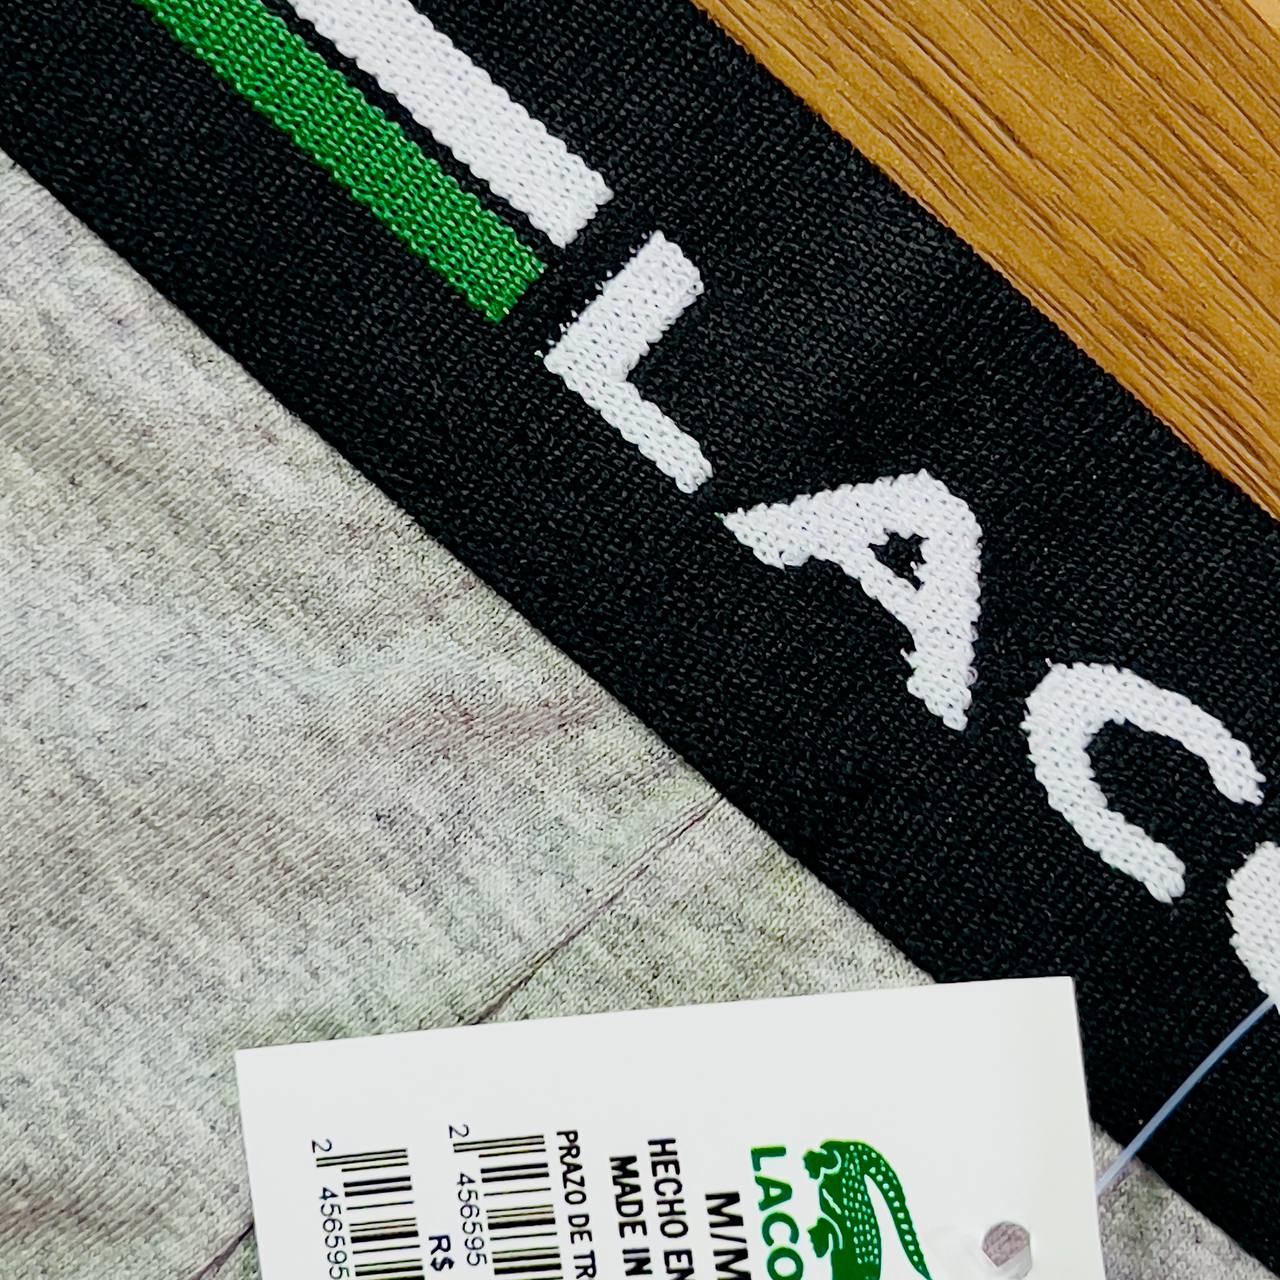 LAC
LACO
M/M
HECHO EN
MADE IN
PRAZO DE TR
2 456595
R$
2 456595